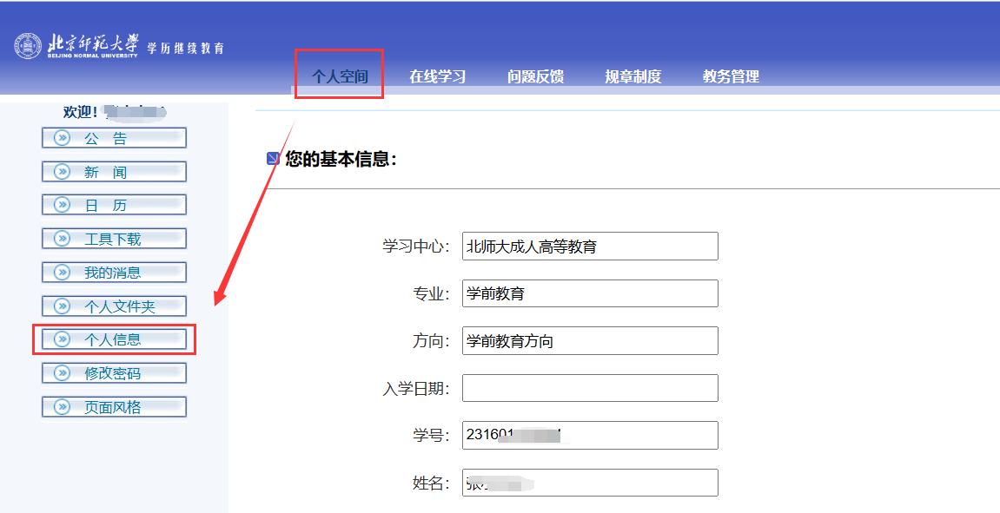 北京师范大学 学历继续教育
BEIJING NORMAL UNIVERSITY
个人空间 在线学习 问题反馈 规章制度 教务管理
欢迎!
公 告
新 闻
日 历
工具下载
我的消息
个人文件夹
个人信息
修改密码
页面风格
您的基本信息：
学习中心： 北师大成人高等教育
专业： 学前教育
方向： 学前教育方向
入学日期：
学号： 231601
姓名： 张